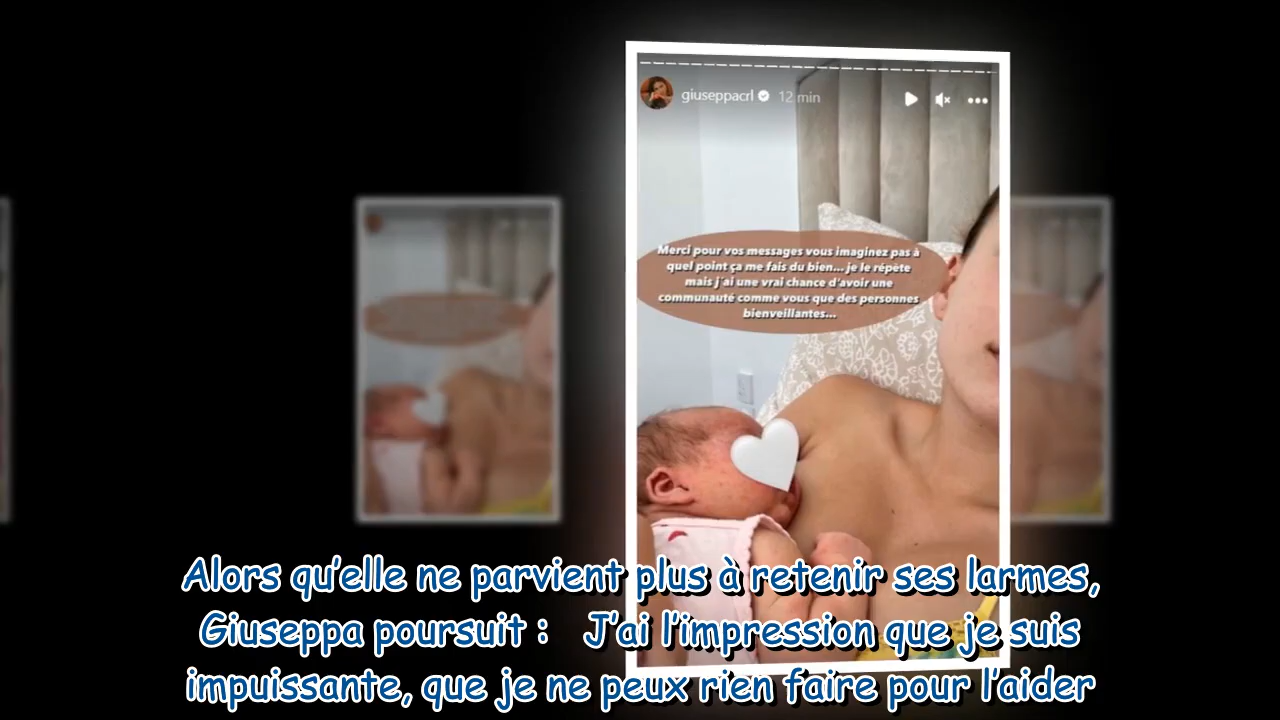 giuseppacrl 12 min
Merci pour vos messages vous imaginez pas à
quel point ça me fais du bien... je le répète
mais j'ai une vrai chance d'avoir une
communauté comme vous que des personnes
bienveillantes...
Alors qu'elle ne parvient plus à retenir ses larmes,
Giuseppa poursuit : J'ai l'impression que je suis
impuissante, que je ne peux rien faire pour l'aider